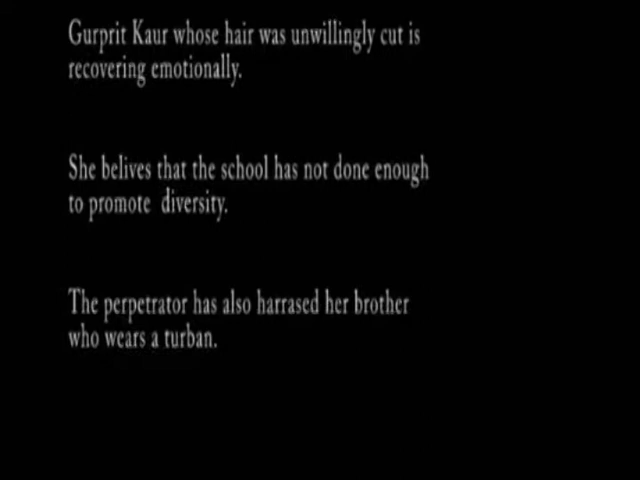 Gurprit Kaur whose hair was unwillingly cut is
recovering emotionally.
She belives that the school has not done enough
to promote diversity.
The perpetrator has also harrased her brother
who wears a turban.